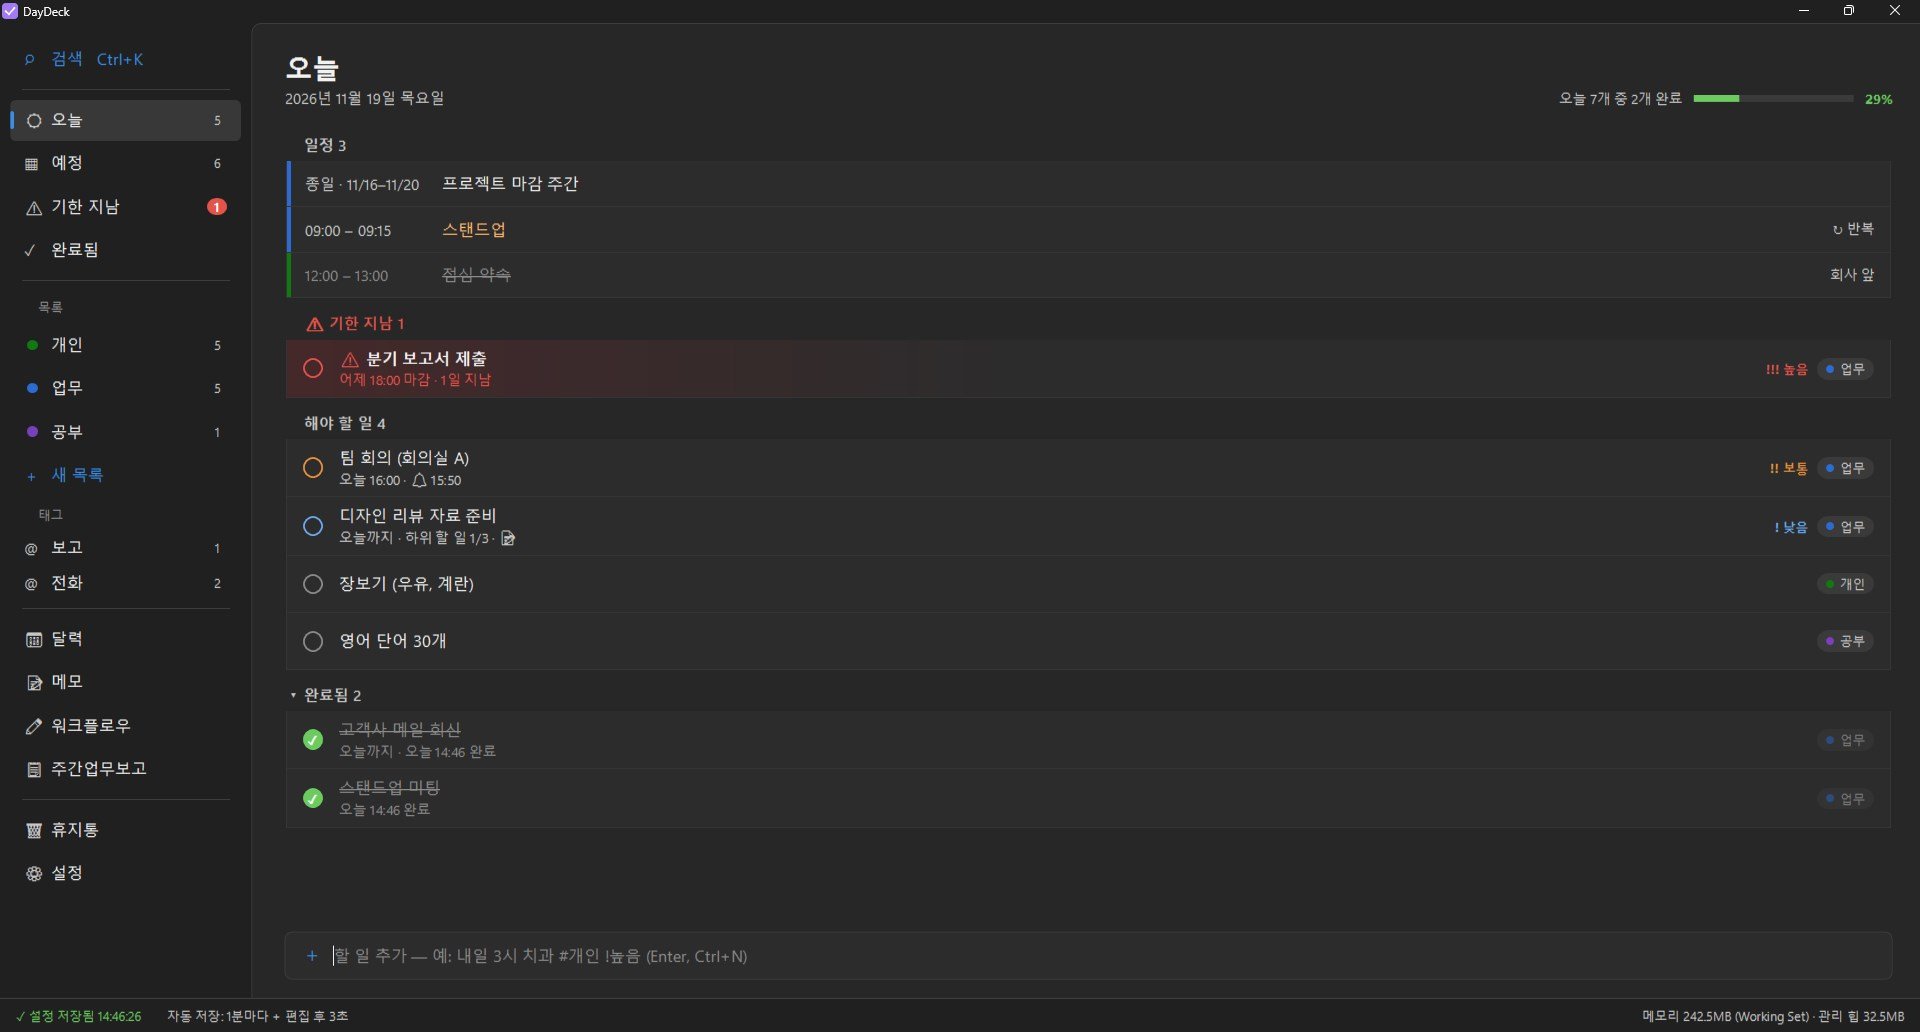 DayDeck
검색 Ctrl+K
오늘 5
예정 6
기한 지남 1
완료됨
목록
개인 5
업무 5
공부 1
+ 새 목록
태그
@ 보고 1
@ 전화 2
달력
메모
워크플로우
주간업무보고
휴지통
설정
오늘
2026년 11월 19일 목요일
오늘 7개 중 2개 완료 29%
일정 3
종일 · 11/16–11/20 프로젝트 마감 주간
09:00 – 09:15 스탠드업 ↻ 반복
12:00 – 13:00 점심 약속 회사 앞
⚠ 기한 지남 1
⚠ 분기 보고서 제출
어제 18:00 마감 · 1일 지남
!!! 높음 업무
해야 할 일 4
팀 회의 (회의실 A)
오늘 16:00 · 15:50
!! 보통 업무
디자인 리뷰 자료 준비
오늘까지 · 하위 할 일 1/3 ·
! 낮음 업무
장보기 (우유, 계란) 개인
영어 단어 30개 공부
완료됨 2
고객사 메일 회신
오늘까지 · 오늘 14:46 완료
업무
스탠드업 미팅
오늘 14:46 완료
업무
+ 할 일 추가 — 예: 내일 3시 치과 #개인 !높음 (Enter, Ctrl+N)
✓ 설정 저장됨 14:46:26 자동 저장: 1분마다 + 편집 후 3초
메모리 242.5MB (Working Set) · 관리 힙 32.5MB